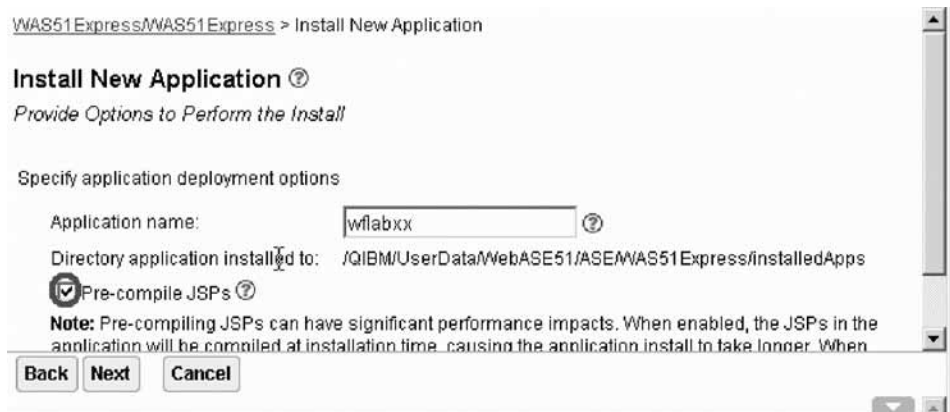 WAS51Express/WAS51Express > Install New Application
Install New Application
Provide Options to Perform the Install
Specify application deployment options
Application name: wflabxx
Directory application installed to: /QIBM/UserData/WebASE51/ASE/WAS51Express/installedApps
Pre-compile JSPs
Note: Pre-compiling JSPs can have significant performance impacts. When enabled, the JSPs in the
application will be compiled at installation time, causing the application install to take longer. When
Back Next Cancel